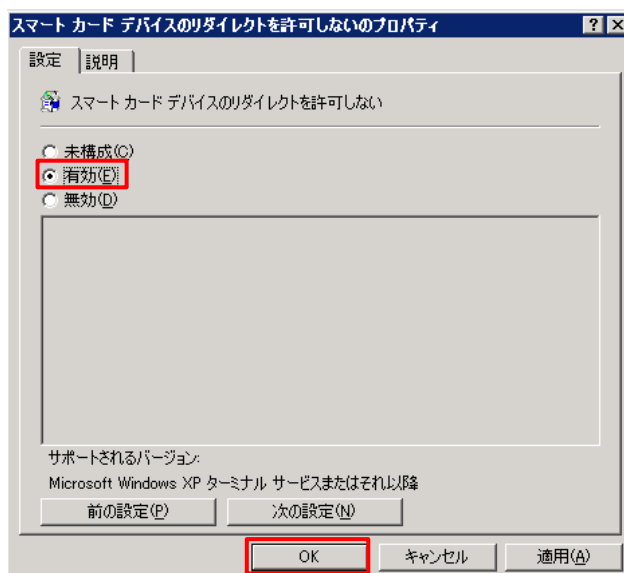 スマート カード デバイスのリダイレクトを許可しないのプロパティ
設定 説明
スマート カード デバイスのリダイレクトを許可しない
未構成(C)
有効(E)
無効(D)
サポートされるバージョン:
Microsoft Windows XP ターミナル サービスまたはそれ以降
前の設定(P) 次の設定(N)
OK キャンセル 適用(A)